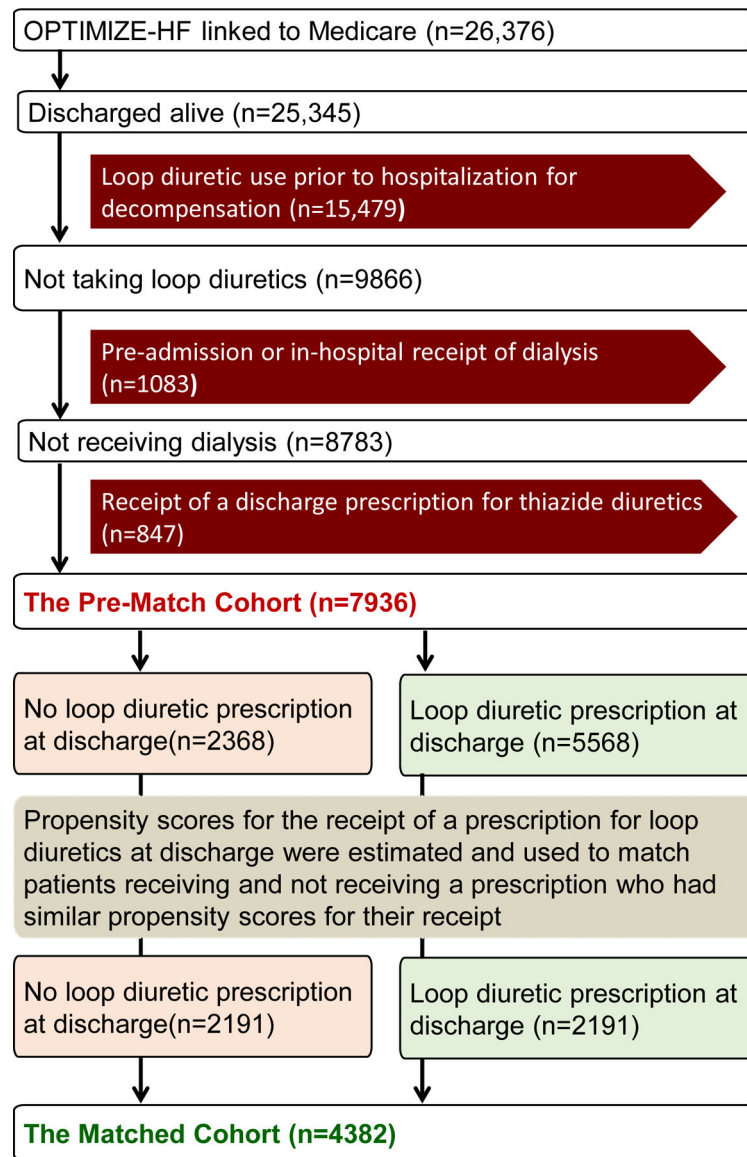 OPTIMIZE-HF linked to Medicare (n=26,376)
Discharged alive (n=25,345)
Loop diuretic use prior to hospitalization for
decompensation (n=15,479)
Not taking loop diuretics (n=9866)
Pre-admission or in-hospital receipt of dialysis
(n=1083)
Not receiving dialysis (n=8783)
Receipt of a discharge prescription for thiazide diuretics
(n=847)
The Pre-Match Cohort (n=7936)
No loop diuretic prescription
at discharge(n=2368)
Loop diuretic prescription at
discharge (n=5568)
Propensity scores for the receipt of a prescription for loop
diuretics at discharge were estimated and used to match
patients receiving and not receiving a prescription who had
similar propensity scores for their receipt
No loop diuretic prescription
at discharge(n=2191)
Loop diuretic prescription at
discharge (n=2191)
The Matched Cohort (n=4382)